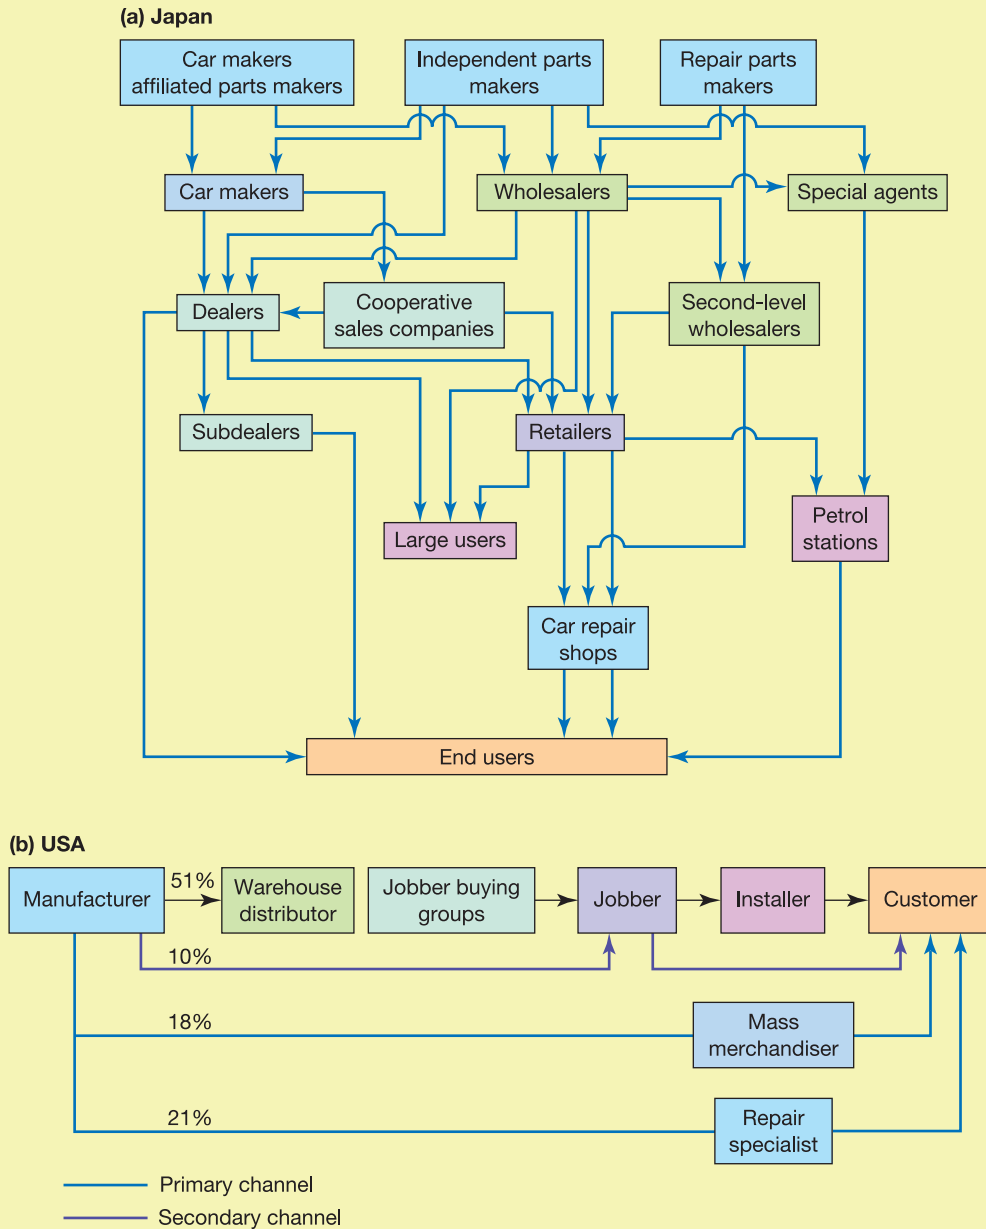 (a) Japan
Car makers
affiliated parts makers
Independent parts
makers
Repair parts
makers
Car makers
Wholesalers
Special agents
Dealers
Cooperative
sales companies
Second-level
wholesalers
Subdealers
Retailers
Large users
Petrol
stations
Car repair
shops
End users
(b) USA
Manufacturer
51%
Warehouse
distributor
Jobber buying
groups
Jobber
Installer
Customer
10%
18%
Mass
merchandiser
21%
Repair
specialist
Primary channel
Secondary channel